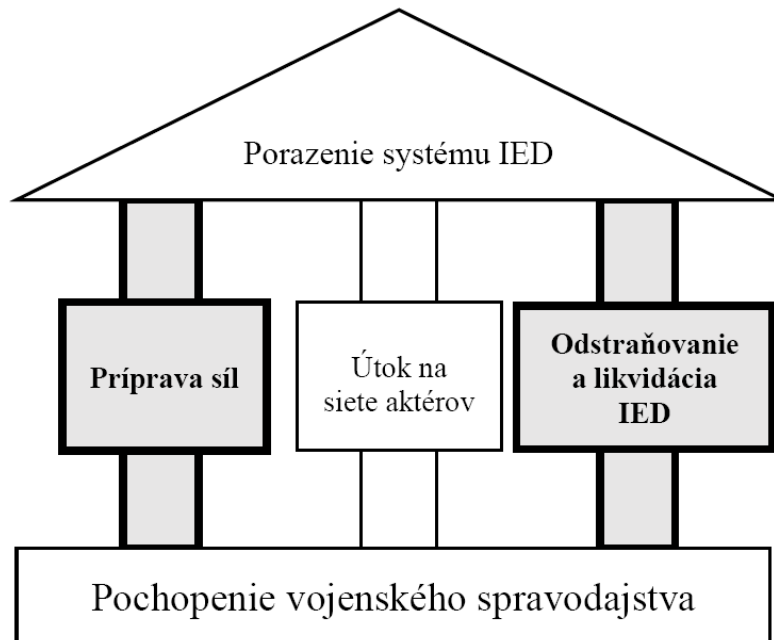 Porazenie systému IED
Príprava síl
Útok na
siete aktérov
Odstraňovanie
a likvidácia
IED
Pochopenie vojenského spravodajstva